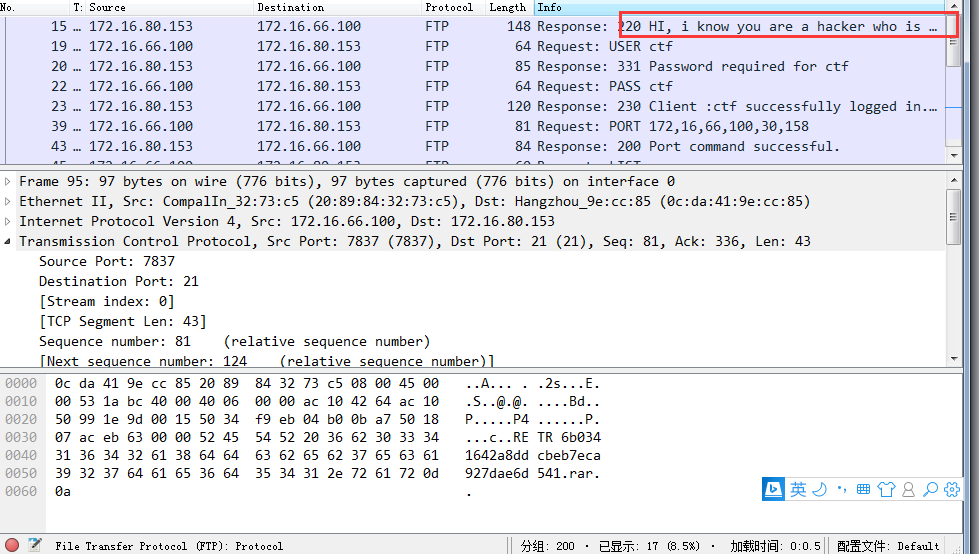 No. T: Source Destination Protocol Length Info
15 … 172.16.80.153 172.16.66.100 FTP 148 Response: 220 HI, i know you are a hacker who is …
19 … 172.16.66.100 172.16.80.153 FTP 64 Request: USER ctf
20 … 172.16.80.153 172.16.66.100 FTP 85 Response: 331 Password required for ctf
22 … 172.16.66.100 172.16.80.153 FTP 64 Request: PASS ctf
23 … 172.16.80.153 172.16.66.100 FTP 120 Response: 230 Client :ctf successfully logged in.…
39 … 172.16.66.100 172.16.80.153 FTP 81 Request: PORT 172,16,66,100,30,158
43 … 172.16.80.153 172.16.66.100 FTP 84 Response: 200 Port command successful.
Frame 95: 97 bytes on wire (776 bits), 97 bytes captured (776 bits) on interface 0
Ethernet II, Src: CompalIn_32:73:c5 (20:89:84:32:73:c5), Dst: Hangzhou_9e:cc:85 (0c:da:41:9e:cc:85)
Internet Protocol Version 4, Src: 172.16.66.100, Dst: 172.16.80.153
Transmission Control Protocol, Src Port: 7837 (7837), Dst Port: 21 (21), Seq: 81, Ack: 336, Len: 43
Source Port: 7837
Destination Port: 21
[Stream index: 0]
[TCP Segment Len: 43]
Sequence number: 81 (relative sequence number)
[Next sequence number: 124 (relative sequence number)]
0000 0c da 41 9e cc 85 20 89 84 32 73 c5 08 00 45 00 ..A... . .2s...E.
0010 00 53 1a bc 40 00 40 06 00 00 ac 10 42 64 ac 10 .S..@.@. ....Bd..
0020 50 99 1e 9d 00 15 50 34 f9 eb 04 b0 0b a7 50 18 P.....P4 ......P.
0030 07 ac eb 63 00 00 52 45 54 52 20 36 62 30 33 34 ...c..RE TR 6b034
0040 31 36 34 32 61 38 64 64 63 62 65 62 37 65 63 61 1642a8dd cbeb7eca
0050 39 32 37 64 61 65 36 64 35 34 31 2e 72 61 72 0d 927dae6d 541.rar.
0060 0a .
英
File Transfer Protocol (FTP): Protocol 分组: 200 · 已显示: 17 (8.5%) · 加载时间: 0:0.5 配置文件: Default